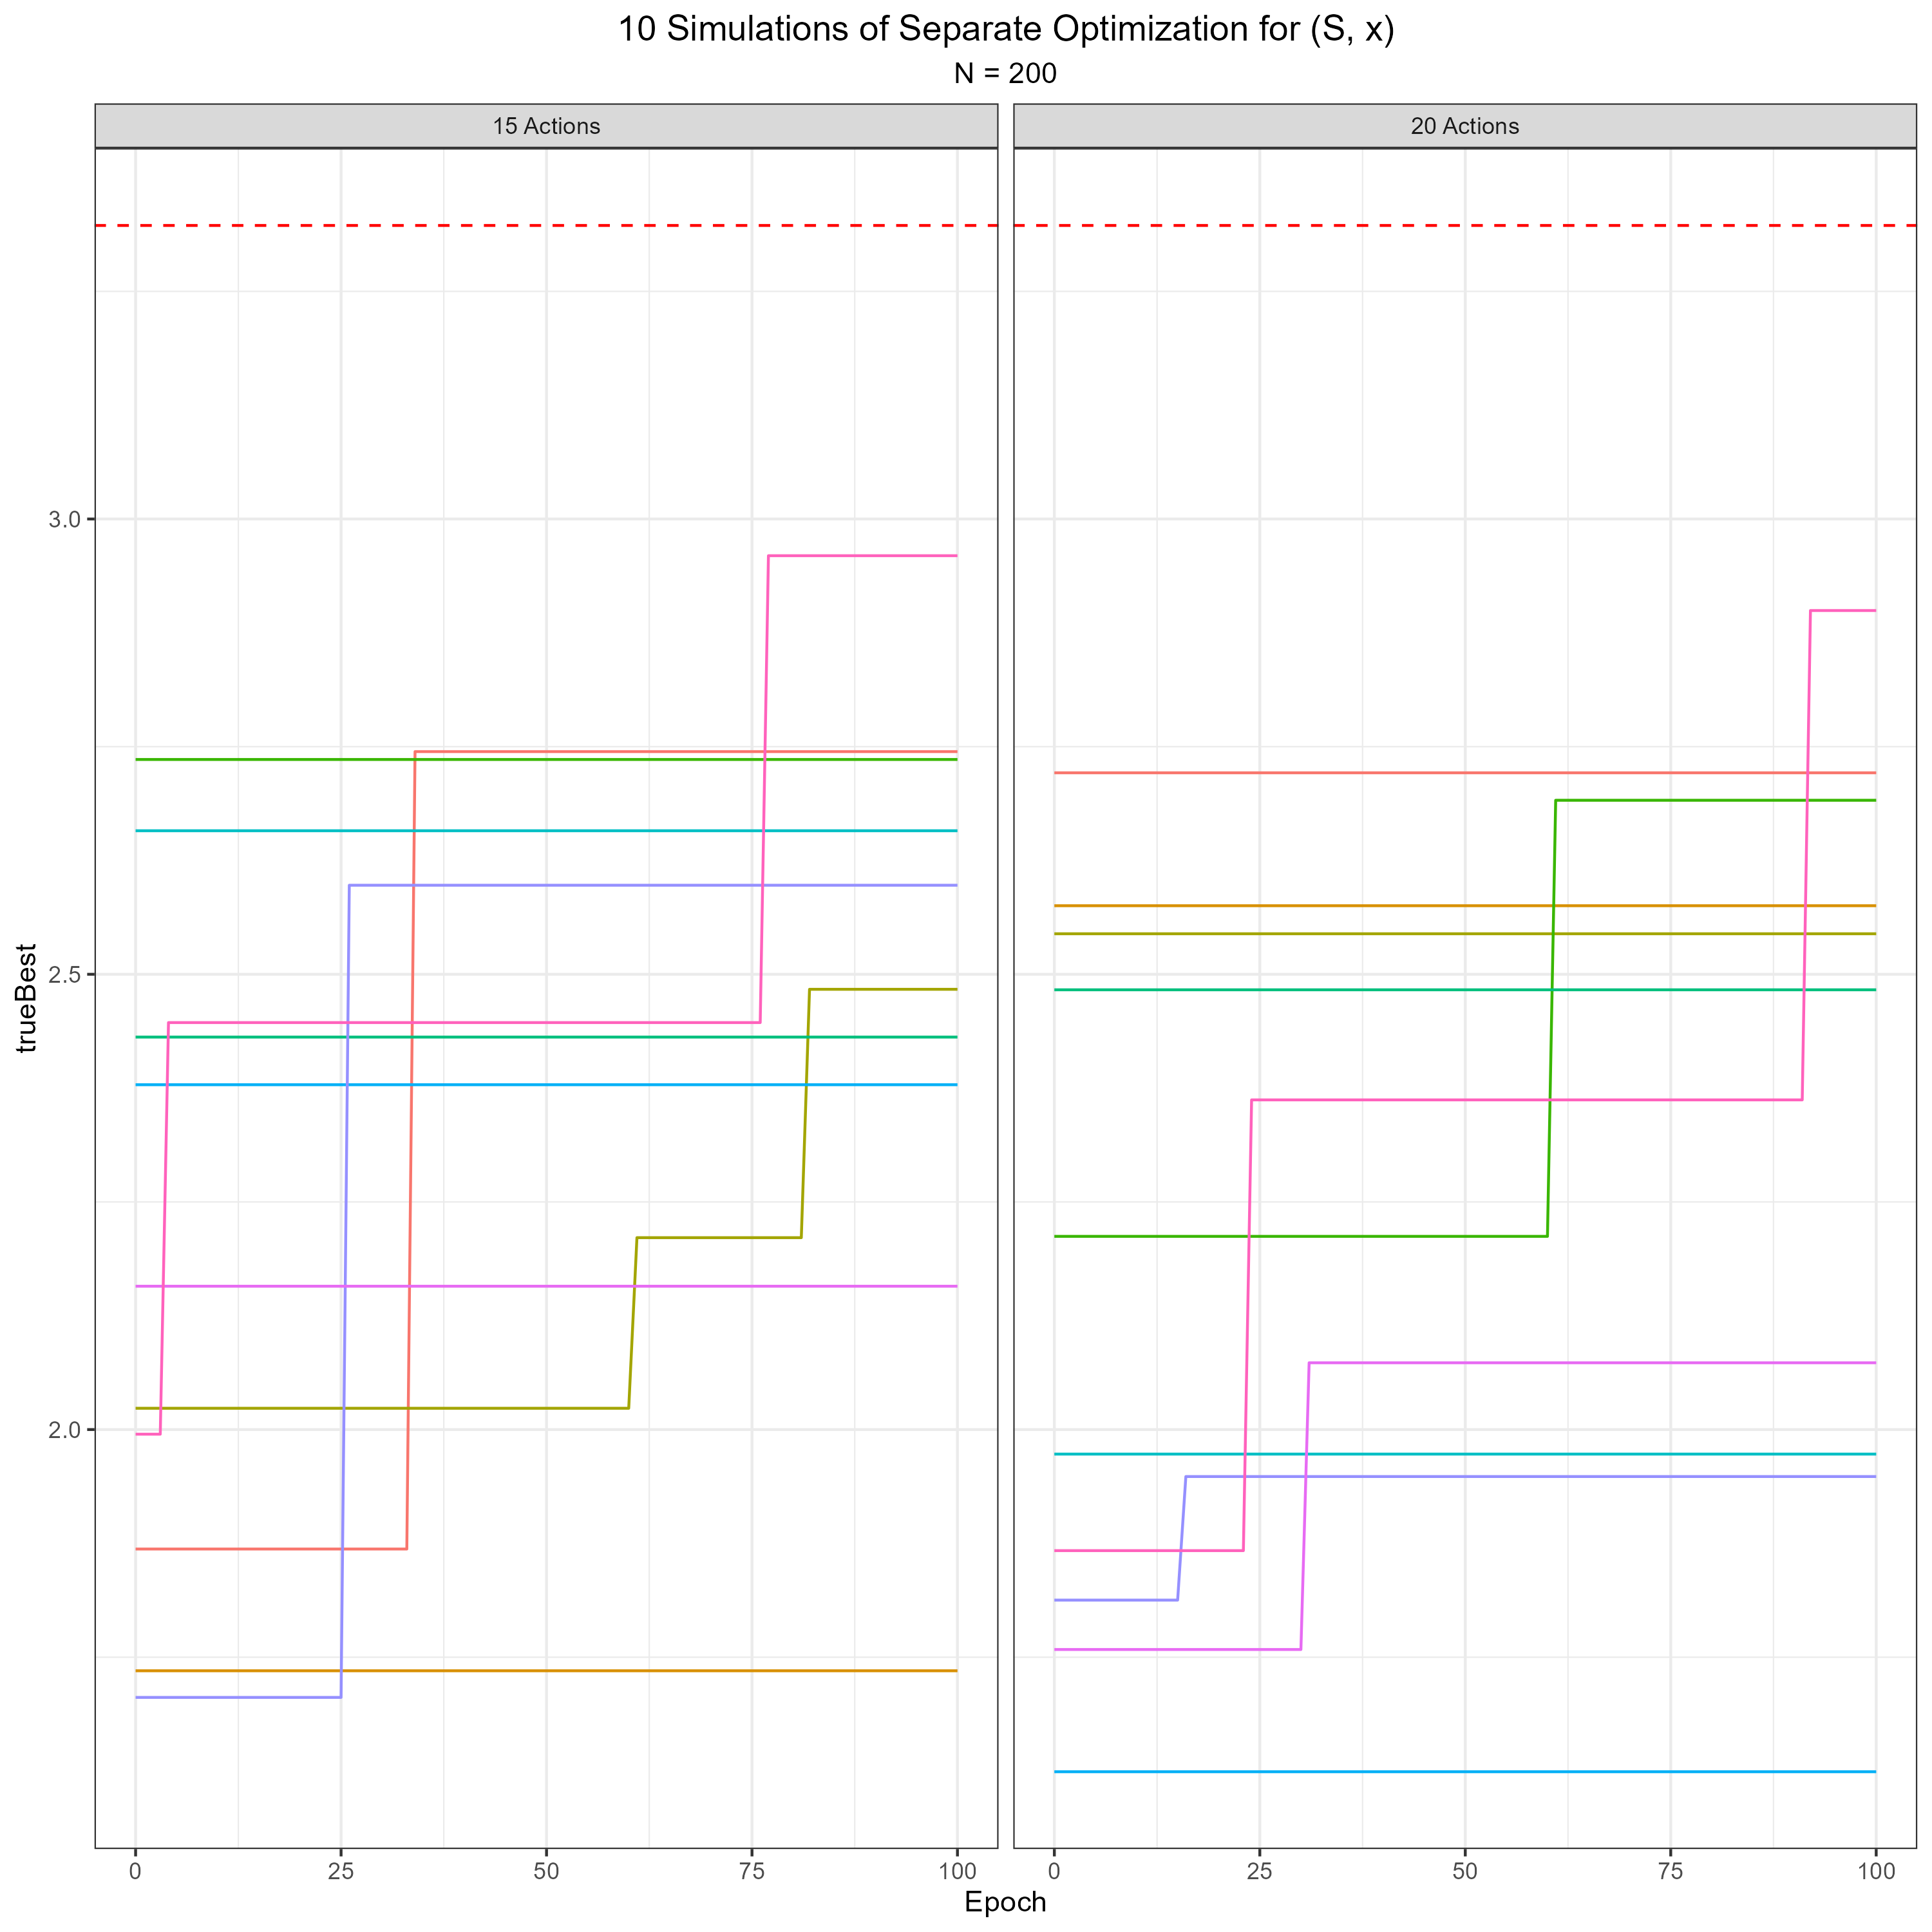 10 Simulations of Separate Optimization for (S, x)
N = 200
15 Actions
20 Actions
trueBest
3.0
2.5
2.0
0 25 50 75 100
0 25 50 75 100
Epoch